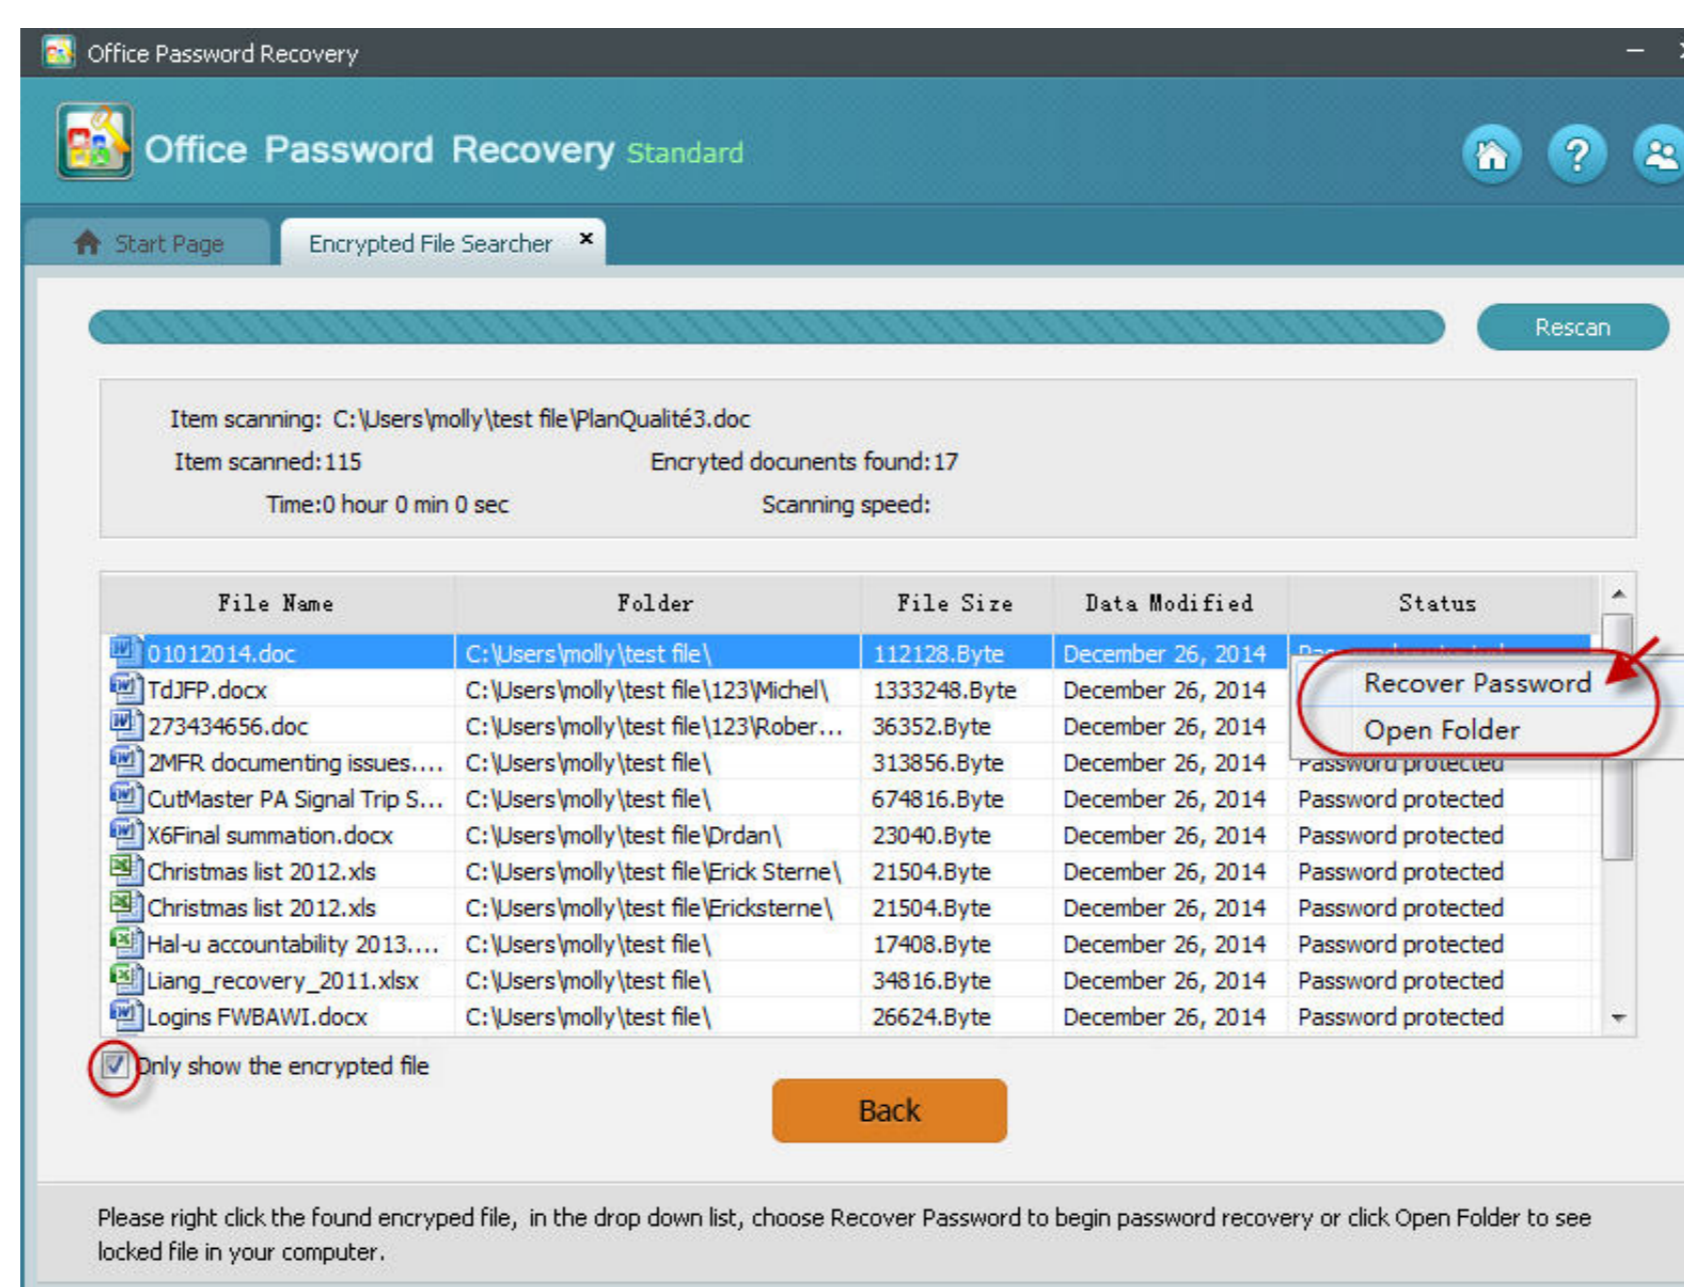 Office Password Recovery
Office Password Recovery Standard
Start Page Encrypted File Searcher
Rescan
Item scanning: C:\Users\molly\test file\PlanQualité3.doc
Item scanned:115 Encryted docunents found:17
Time:0 hour 0 min 0 sec Scanning speed:
File Name Folder File Size Data Modified Status
01012014.doc C:\Users\molly\test file\ 112128.Byte December 26, 2014
Recover Password
TdJFP.docx C:\Users\molly\test file\123\Michel\ 1333248.Byte December 26, 2014
273434656.doc C:\Users\molly\test file\123\Rober... 36352.Byte December 26, 2014
Open Folder
2MFR documenting issues.... C:\Users\molly\test file\ 313856.Byte December 26, 2014 Password protected
CutMaster PA Signal Trip S... C:\Users\molly\test file\ 674816.Byte December 26, 2014 Password protected
X6Final summation.docx C:\Users\molly\test file\Drdan\ 23040.Byte December 26, 2014 Password protected
Christmas list 2012.xls C:\Users\molly\test file\Erick Sterne\ 21504.Byte December 26, 2014 Password protected
Christmas list 2012.xls C:\Users\molly\test file\Ericksterne\ 21504.Byte December 26, 2014 Password protected
Hal-u accountability 2013.... C:\Users\molly\test file\ 17408.Byte December 26, 2014 Password protected
Liang_recovery_2011.xlsx C:\Users\molly\test file\ 34816.Byte December 26, 2014 Password protected
Logins FWBAWI.docx C:\Users\molly\test file\ 26624.Byte December 26, 2014 Password protected
Only show the encrypted file
Back
Please right click the found encryped file, in the drop down list, choose Recover Password to begin password recovery or click Open Folder to see
locked file in your computer.